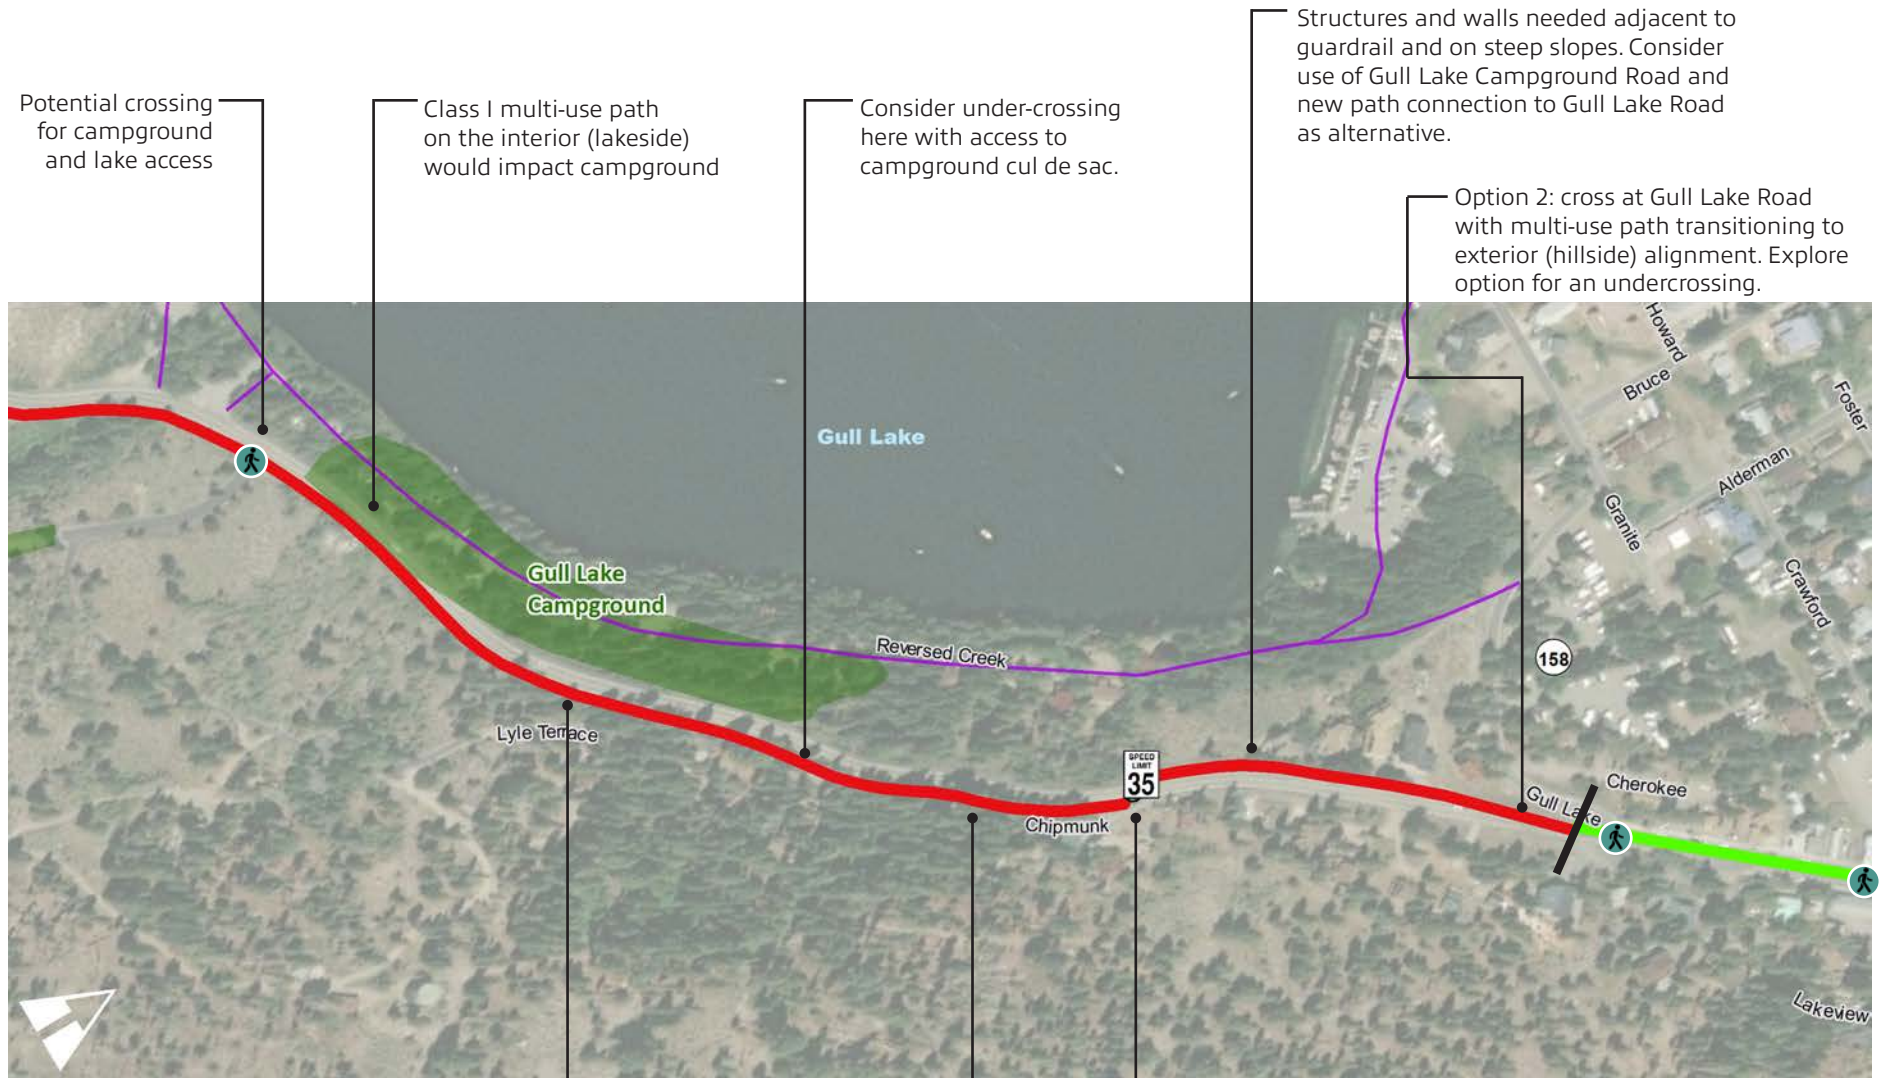 Structures and walls needed adjacent to
guardrail and on steep slopes. Consider
use of Gull Lake Campground Road and
new path connection to Gull Lake Road
as alternative.
Potential crossing
for campground
and lake access
Class I multi-use path
on the interior (lakeside)
would impact campground
Consider under-crossing
here with access to
campground cul de sac.
Option 2: cross at Gull Lake Road
with multi-use path transitioning to
exterior (hillside) alignment. Explore
option for an undercrossing.
Howard
Bruce
Foster
Gull Lake
Alderman
Granite
Crawford
Gull Lake
Campground
Reversed Creek
158
Lyle Terrace
SPEED
LIMIT
35
Chipmunk
Gull Lake
Cherokee
Lakeview